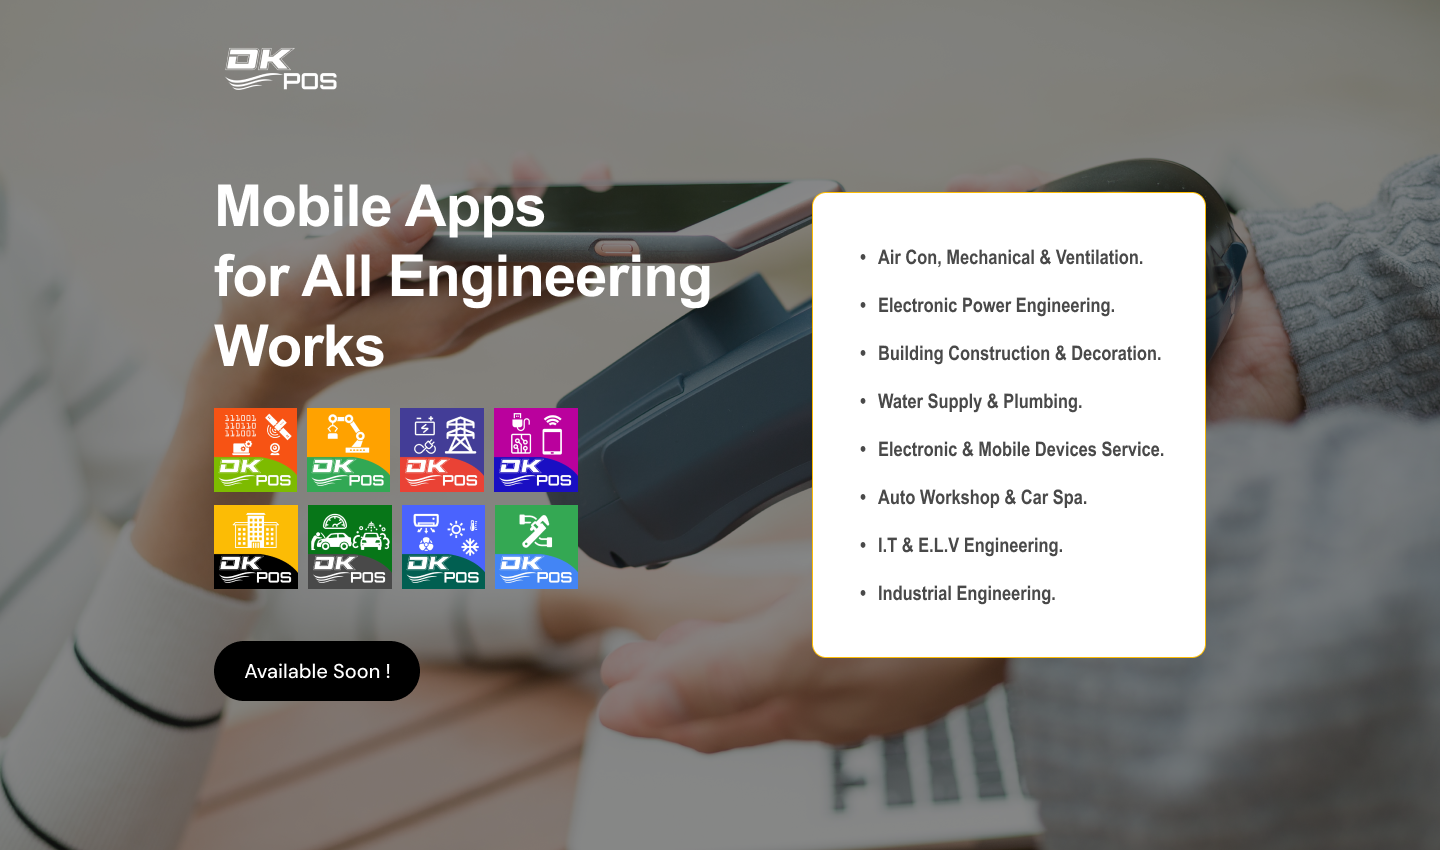 DK
POS
Mobile Apps
for All Engineering
Works
111001
110110
111001
DK
POS
DK
POS
DK
POS
DK
POS
DK
POS
DK
POS
DK
POS
DK
POS
Available Soon !
• Air Con, Mechanical & Ventilation.
• Electronic Power Engineering.
• Building Construction & Decoration.
• Water Supply & Plumbing.
• Electronic & Mobile Devices Service.
• Auto Workshop & Car Spa.
• I.T & E.L.V Engineering.
• Industrial Engineering.